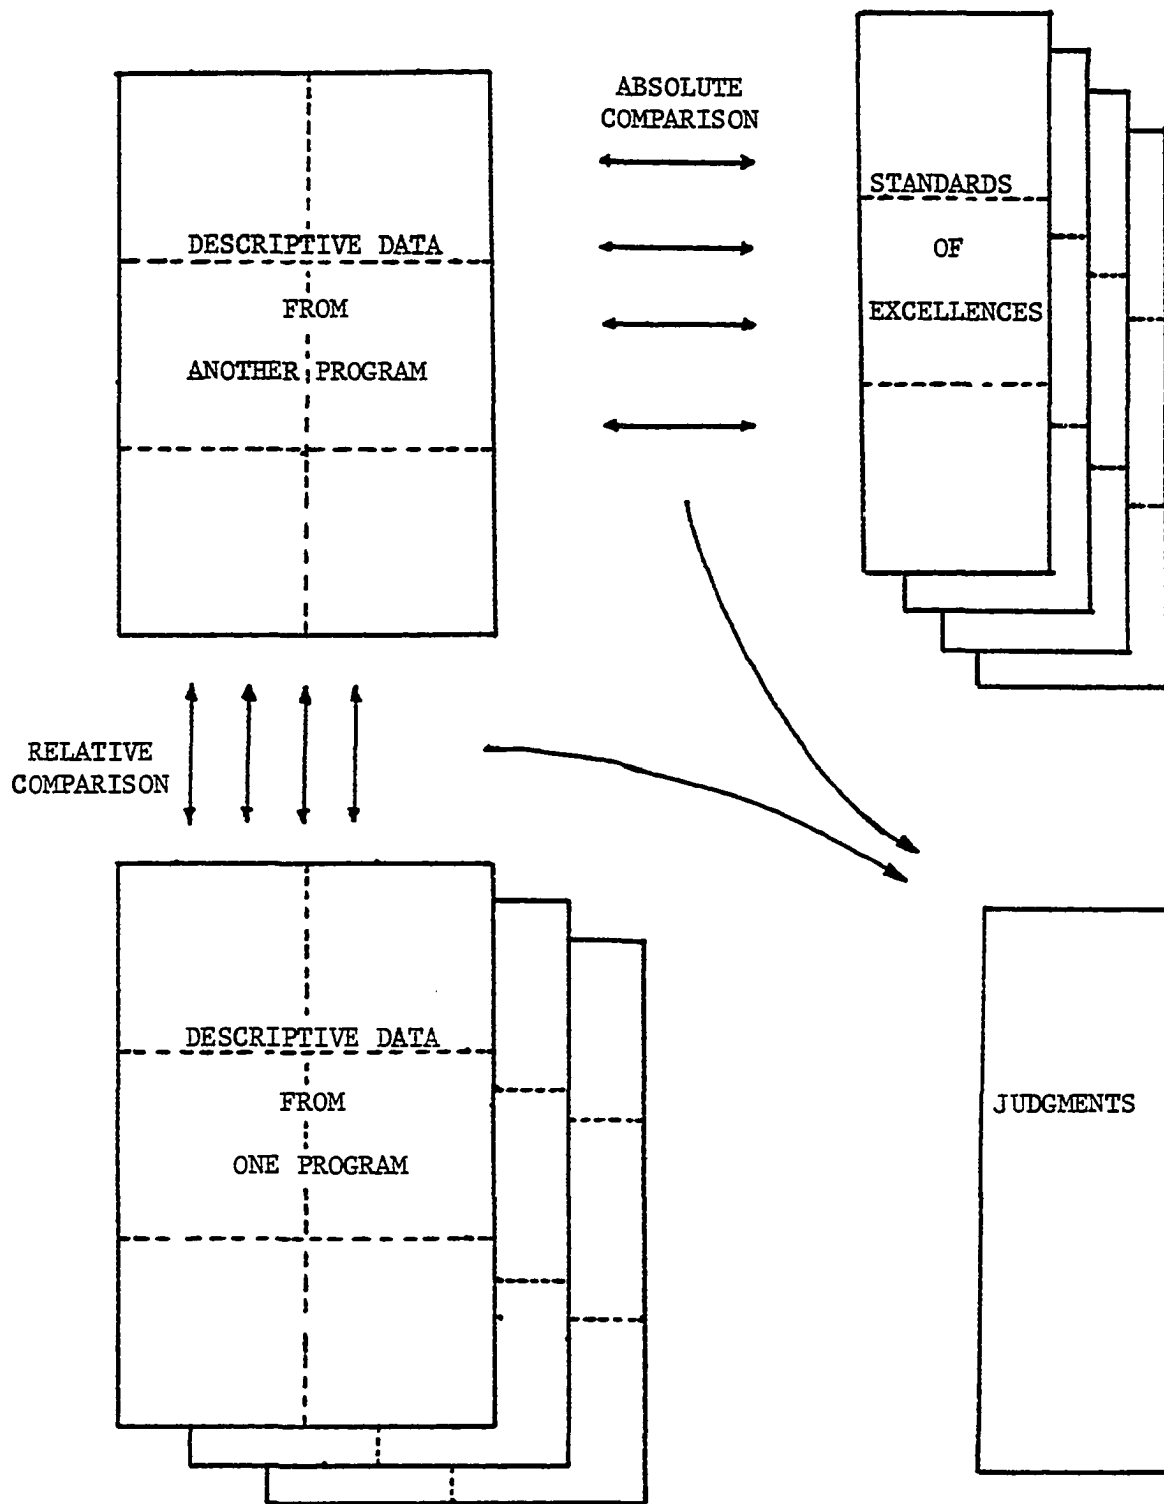 ABSOLUTE
COMPARISON
DESCRIPTIVE DATA
FROM
ANOTHER PROGRAM
STANDARDS
OF
EXCELLENCES
RELATIVE
COMPARISON
DESCRIPTIVE DATA
FROM
ONE PROGRAM
JUDGMENTS